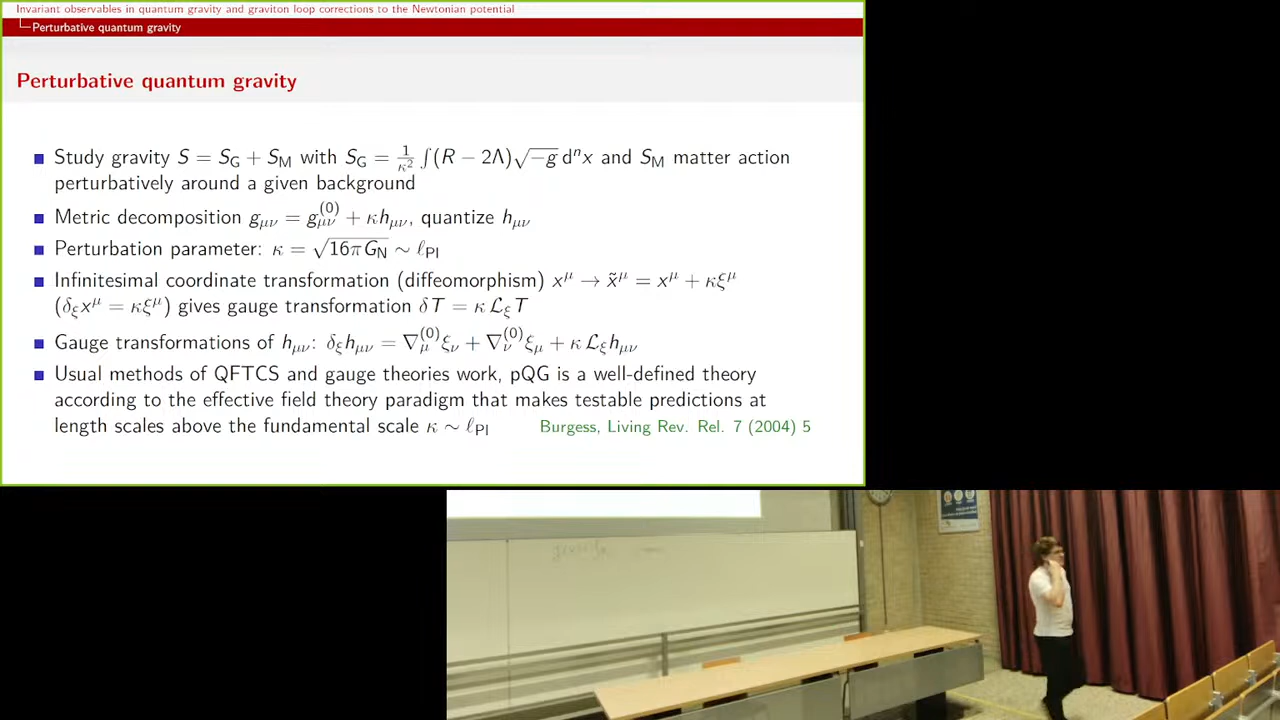 Invariant observables in quantum gravity and graviton loop corrections to the Newtonian potential
Perturbative quantum gravity
Perturbative quantum gravity
■ Study gravity S = S_G + S_M with S_G = 1/κ² ∫(R − 2Λ)√−g dⁿx and S_M matter action
perturbatively around a given background
■ Metric decomposition g_μν = g_μν^(0) + κh_μν, quantize h_μν
■ Perturbation parameter: κ = √16πG_N ∼ ℓ_Pl
■ Infinitesimal coordinate transformation (diffeomorphism) x^μ → x̃^μ = x^μ + κξ^μ
(δ_ξ x^μ = κξ^μ) gives gauge transformation δT = κ ℒ_ξ T
■ Gauge transformations of h_μν: δ_ξ h_μν = ∇_μ^(0) ξ_ν + ∇_ν^(0) ξ_μ + κ ℒ_ξ h_μν
■ Usual methods of QFTCS and gauge theories work, pQG is a well-defined theory
according to the effective field theory paradigm that makes testable predictions at
length scales above the fundamental scale κ ∼ ℓ_Pl Burgess, Living Rev. Rel. 7 (2004) 5